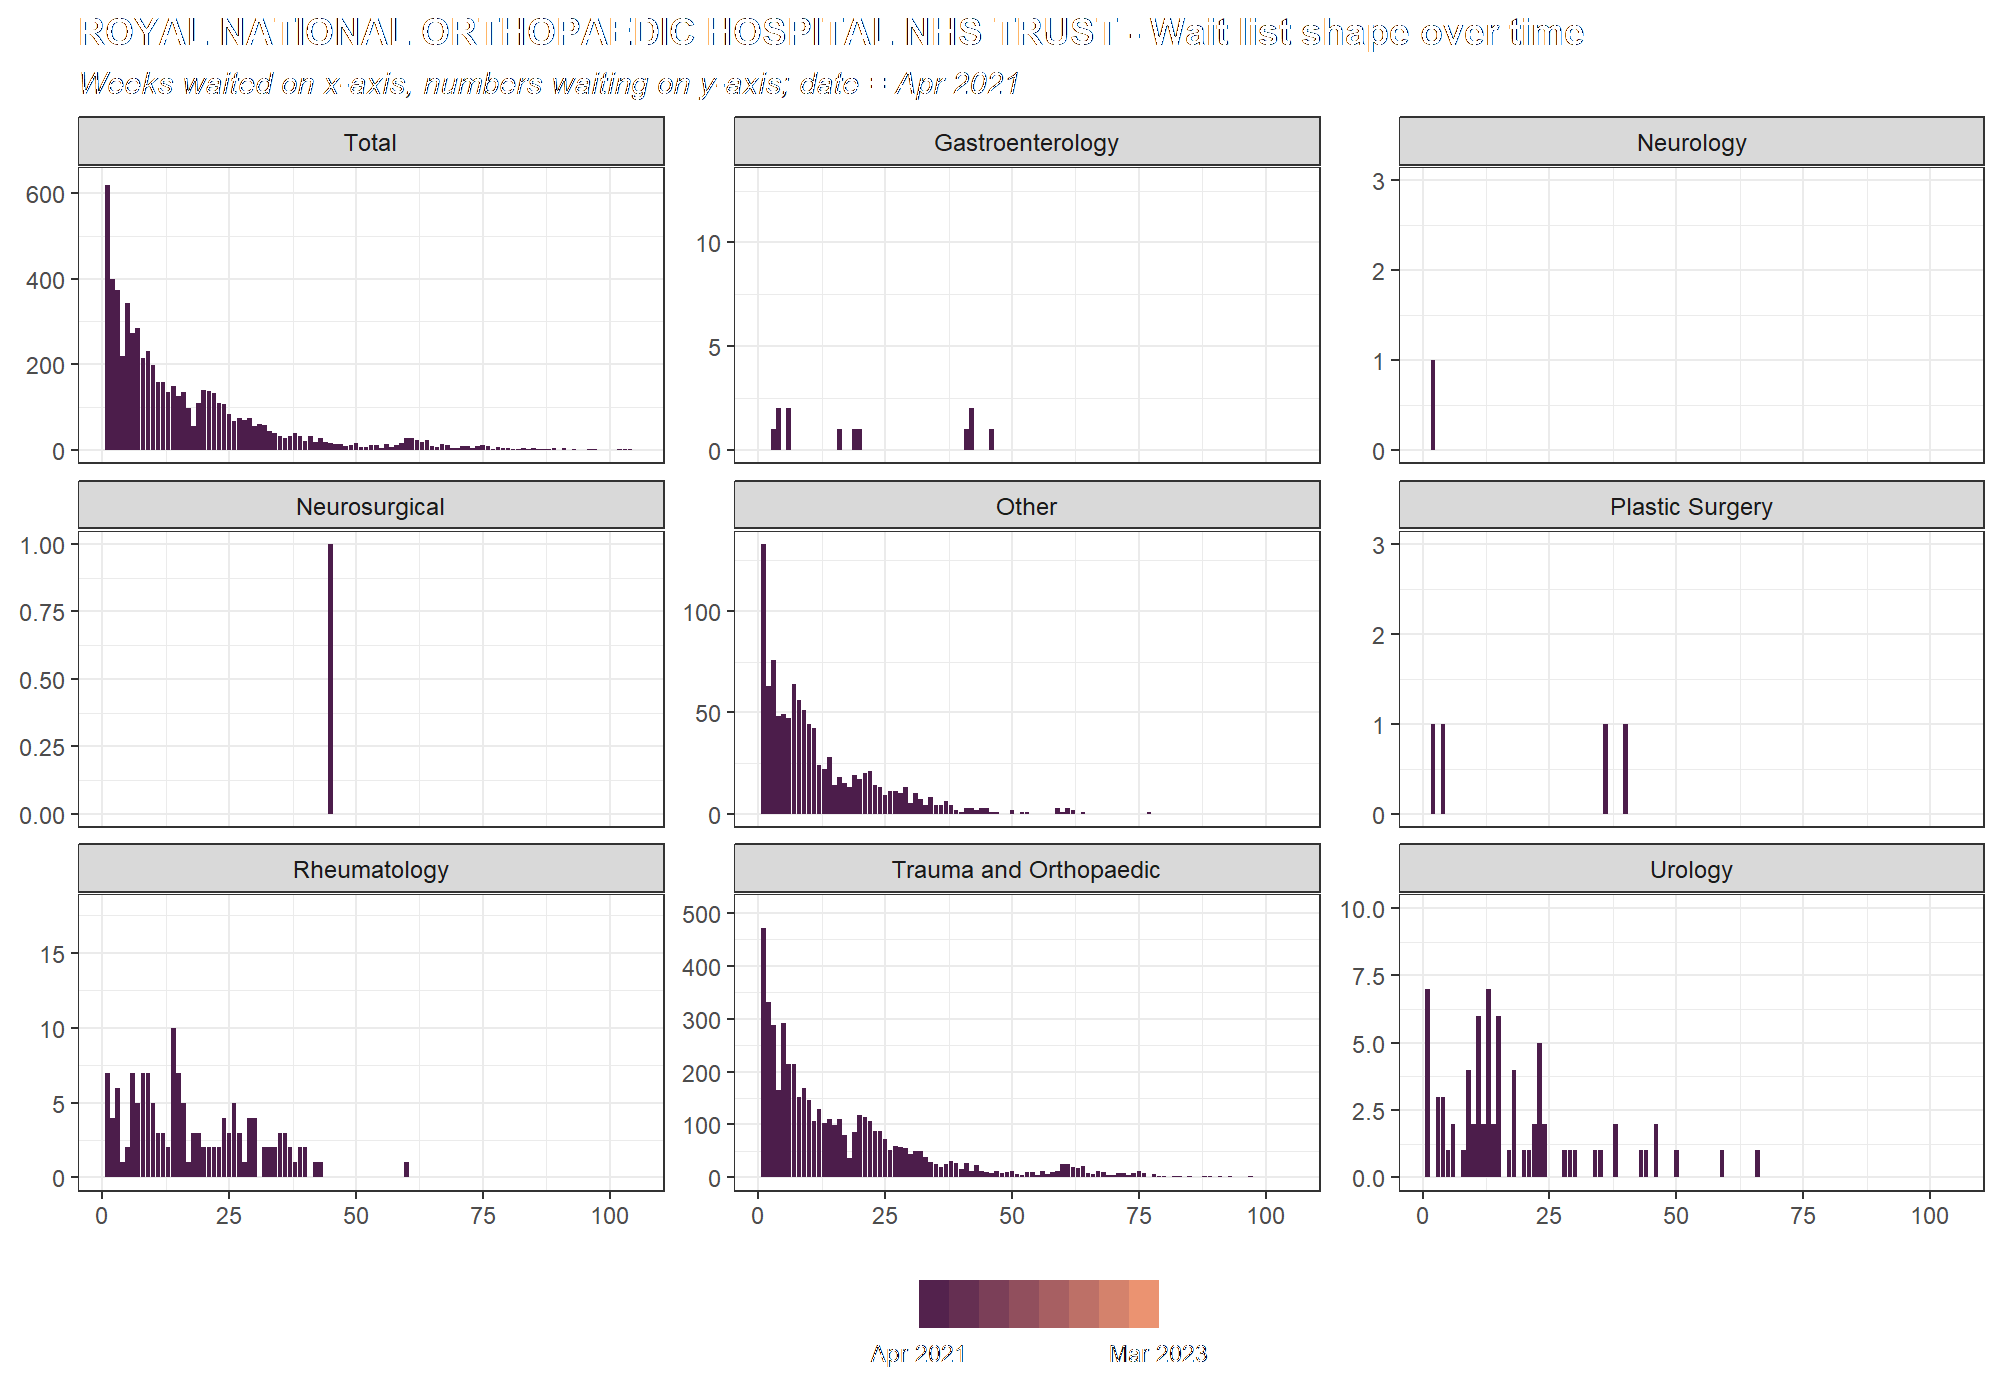 ROYAL NATIONAL ORTHOPAEDIC HOSPITAL NHS TRUST - Wait list shape over time
Weeks waited on x-axis, numbers waiting on y-axis; date = Apr 2021
Total
Gastroenterology
Neurology
600
400
200
0
10
5
0
3
2
1
0
Neurosurgical
Other
Plastic Surgery
1.00
0.75
0.50
0.25
0.00
100
50
0
3
2
1
0
Rheumatology
Trauma and Orthopaedic
Urology
15
10
5
0
500
400
300
200
100
0
10.0
7.5
5.0
2.5
0.0
0 25 50 75 100
0 25 50 75 100
0 25 50 75 100
Apr 2021
Mar 2023